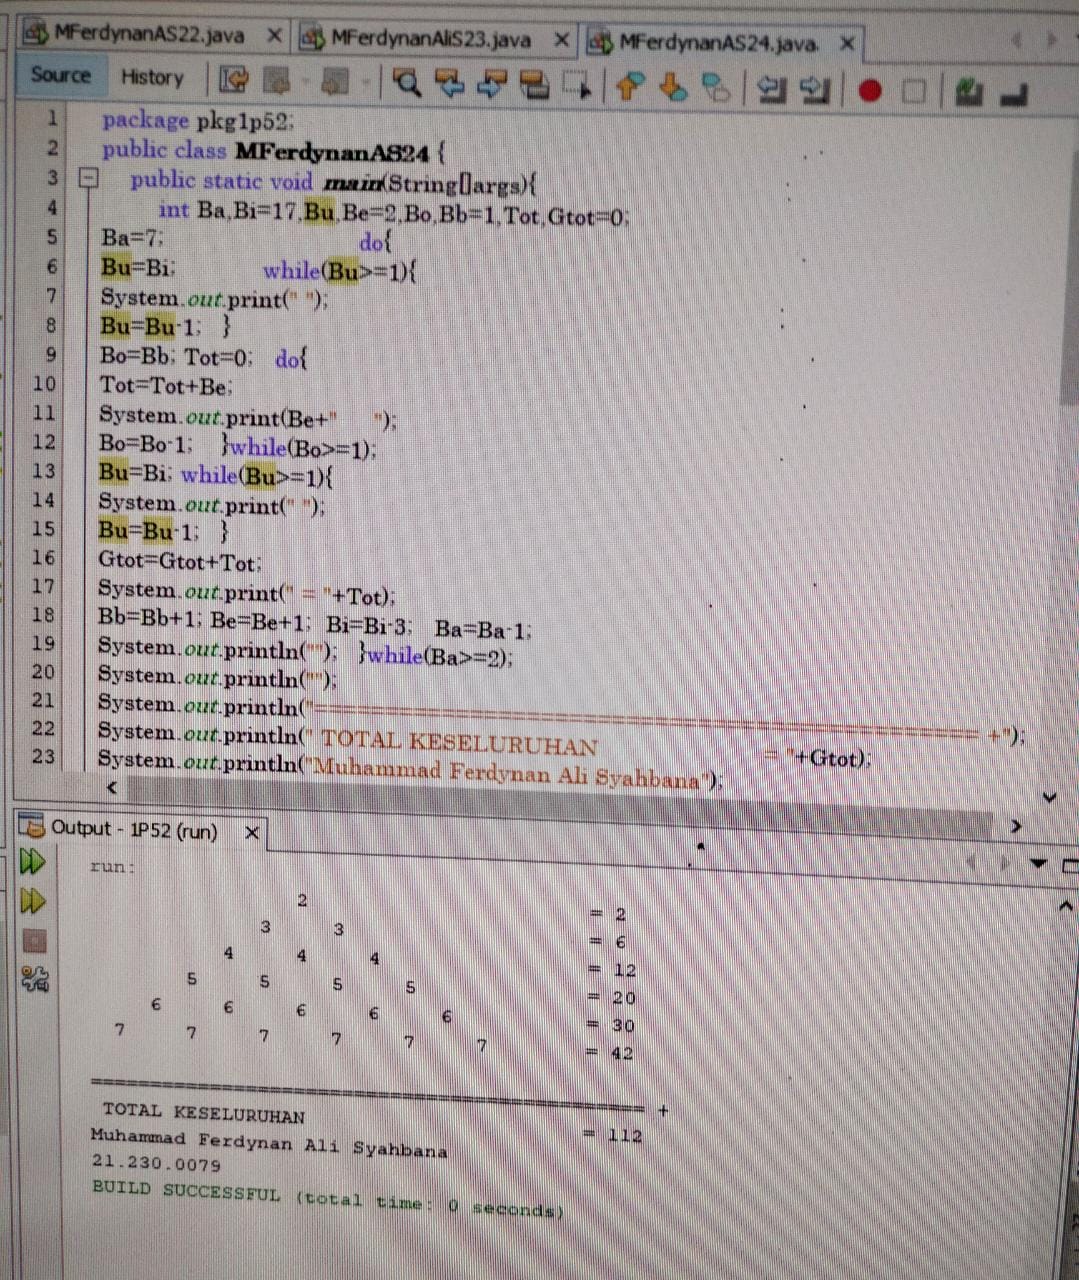 MFerdynanAS22.java × MFerdynanAliS23.java × MFerdynanAS24.java. ×
Source History
1 package pkg1p52;
2 public class MFerdynanAS24 {
3 public static void main(String[]args){
4 int Ba,Bi=17,Bu,Be=2,Bo,Bb=1,Tot,Gtot=0;
5 Ba=7; do{
6 Bu=Bi; while(Bu>=1){
7 System.out.print(" ");
8 Bu=Bu-1; }
9 Bo=Bb; Tot=0; do{
10 Tot=Tot+Be;
11 System.out.print(Be+"      ");
12 Bo=Bo-1; }while(Bo>=1);
13 Bu=Bi; while(Bu>=1){
14 System.out.print(" ");
15 Bu=Bu-1; }
16 Gtot=Gtot+Tot;
17 System.out.print(" = "+Tot);
18 Bb=Bb+1; Be=Be+1; Bi=Bi-3; Ba=Ba-1;
19 System.out.println(""); }while(Ba>=2);
20 System.out.println("");
21 System.out.println("=============================================================== +");
22 System.out.println(" TOTAL KESELURUHAN = "+Gtot);
23 System.out.println("Muhammad Ferdynan Ali Syahbana");
Output - 1P52 (run) ×
run:
2 = 2
3 3 = 6
4 4 4 = 12
5 5 5 5 = 20
6 6 6 6 6 = 30
7 7 7 7 7 7 = 42
=============================================================== +
TOTAL KESELURUHAN = 112
Muhammad Ferdynan Ali Syahbana
21.230.0079
BUILD SUCCESSFUL (total time: 0 seconds)